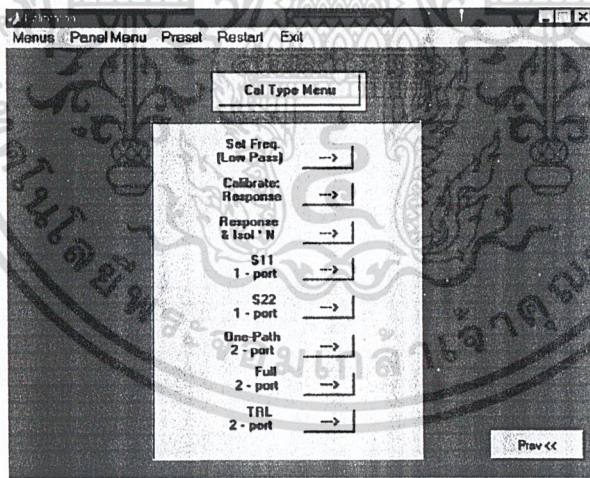 Calibration
Menus Panel Menu Preset Restart Exit
Cal Type Menu
Set Freq.
(Low Pass) -->
Calibrate:
Response -->
Response
& Isol ' N -->
S11
1 - port -->
S22
1 - port -->
One-Path
2 - port -->
Full
2 - port -->
TRL
2 - port -->
Prev <<